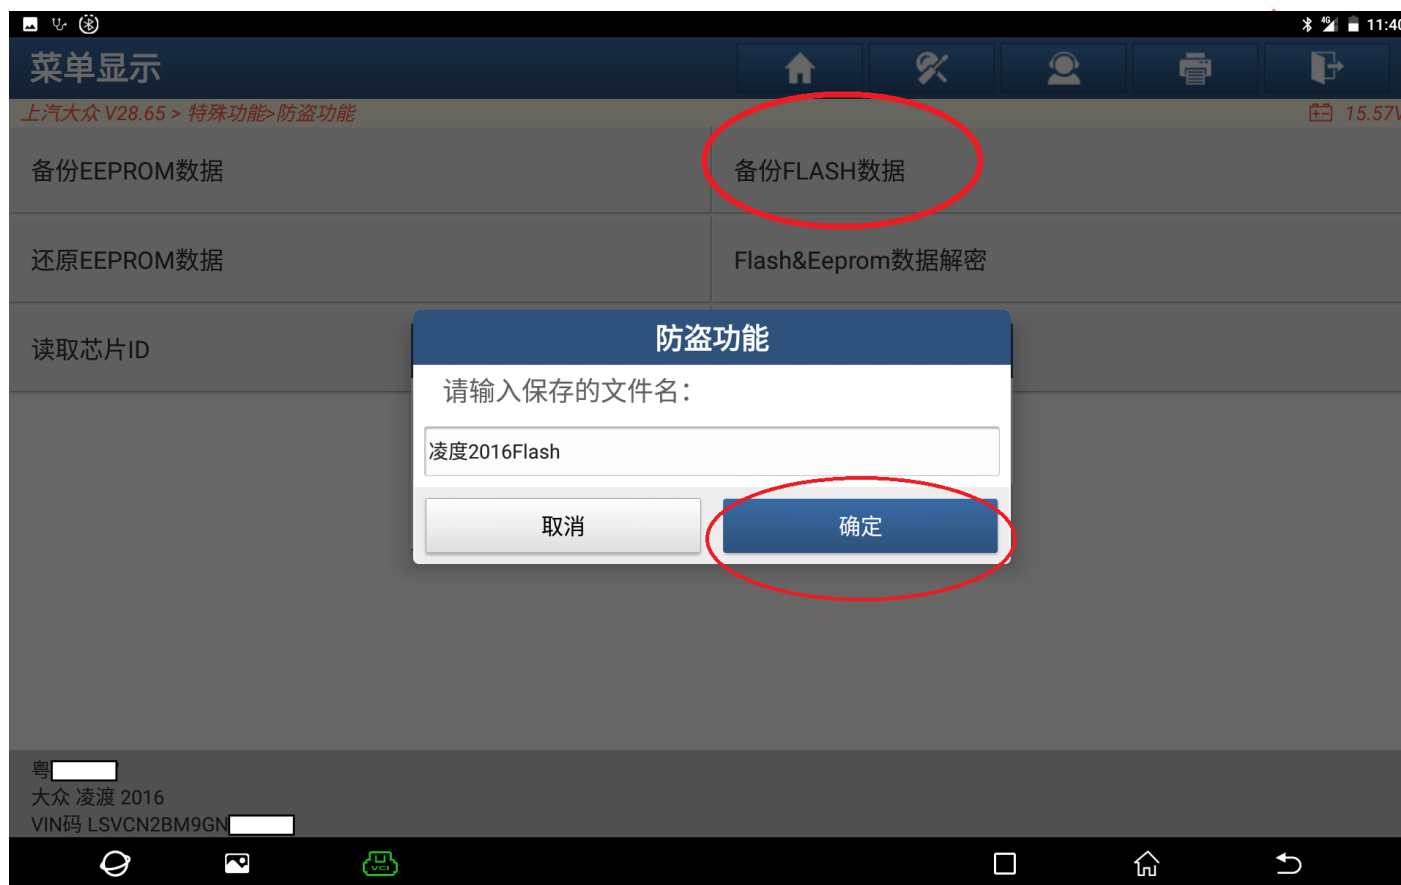 4G 11:40
菜单显示
上汽大众 V28.65 > 特殊功能>防盗功能
15.57V
备份EEPROM数据
备份FLASH数据
还原EEPROM数据
Flash&Eeprom数据解密
读取芯片ID
防盗功能
请输入保存的文件名：
凌度2016Flash
取消
确定
粤
大众 凌渡 2016
VIN码 LSVCN2BM9GN
VCI